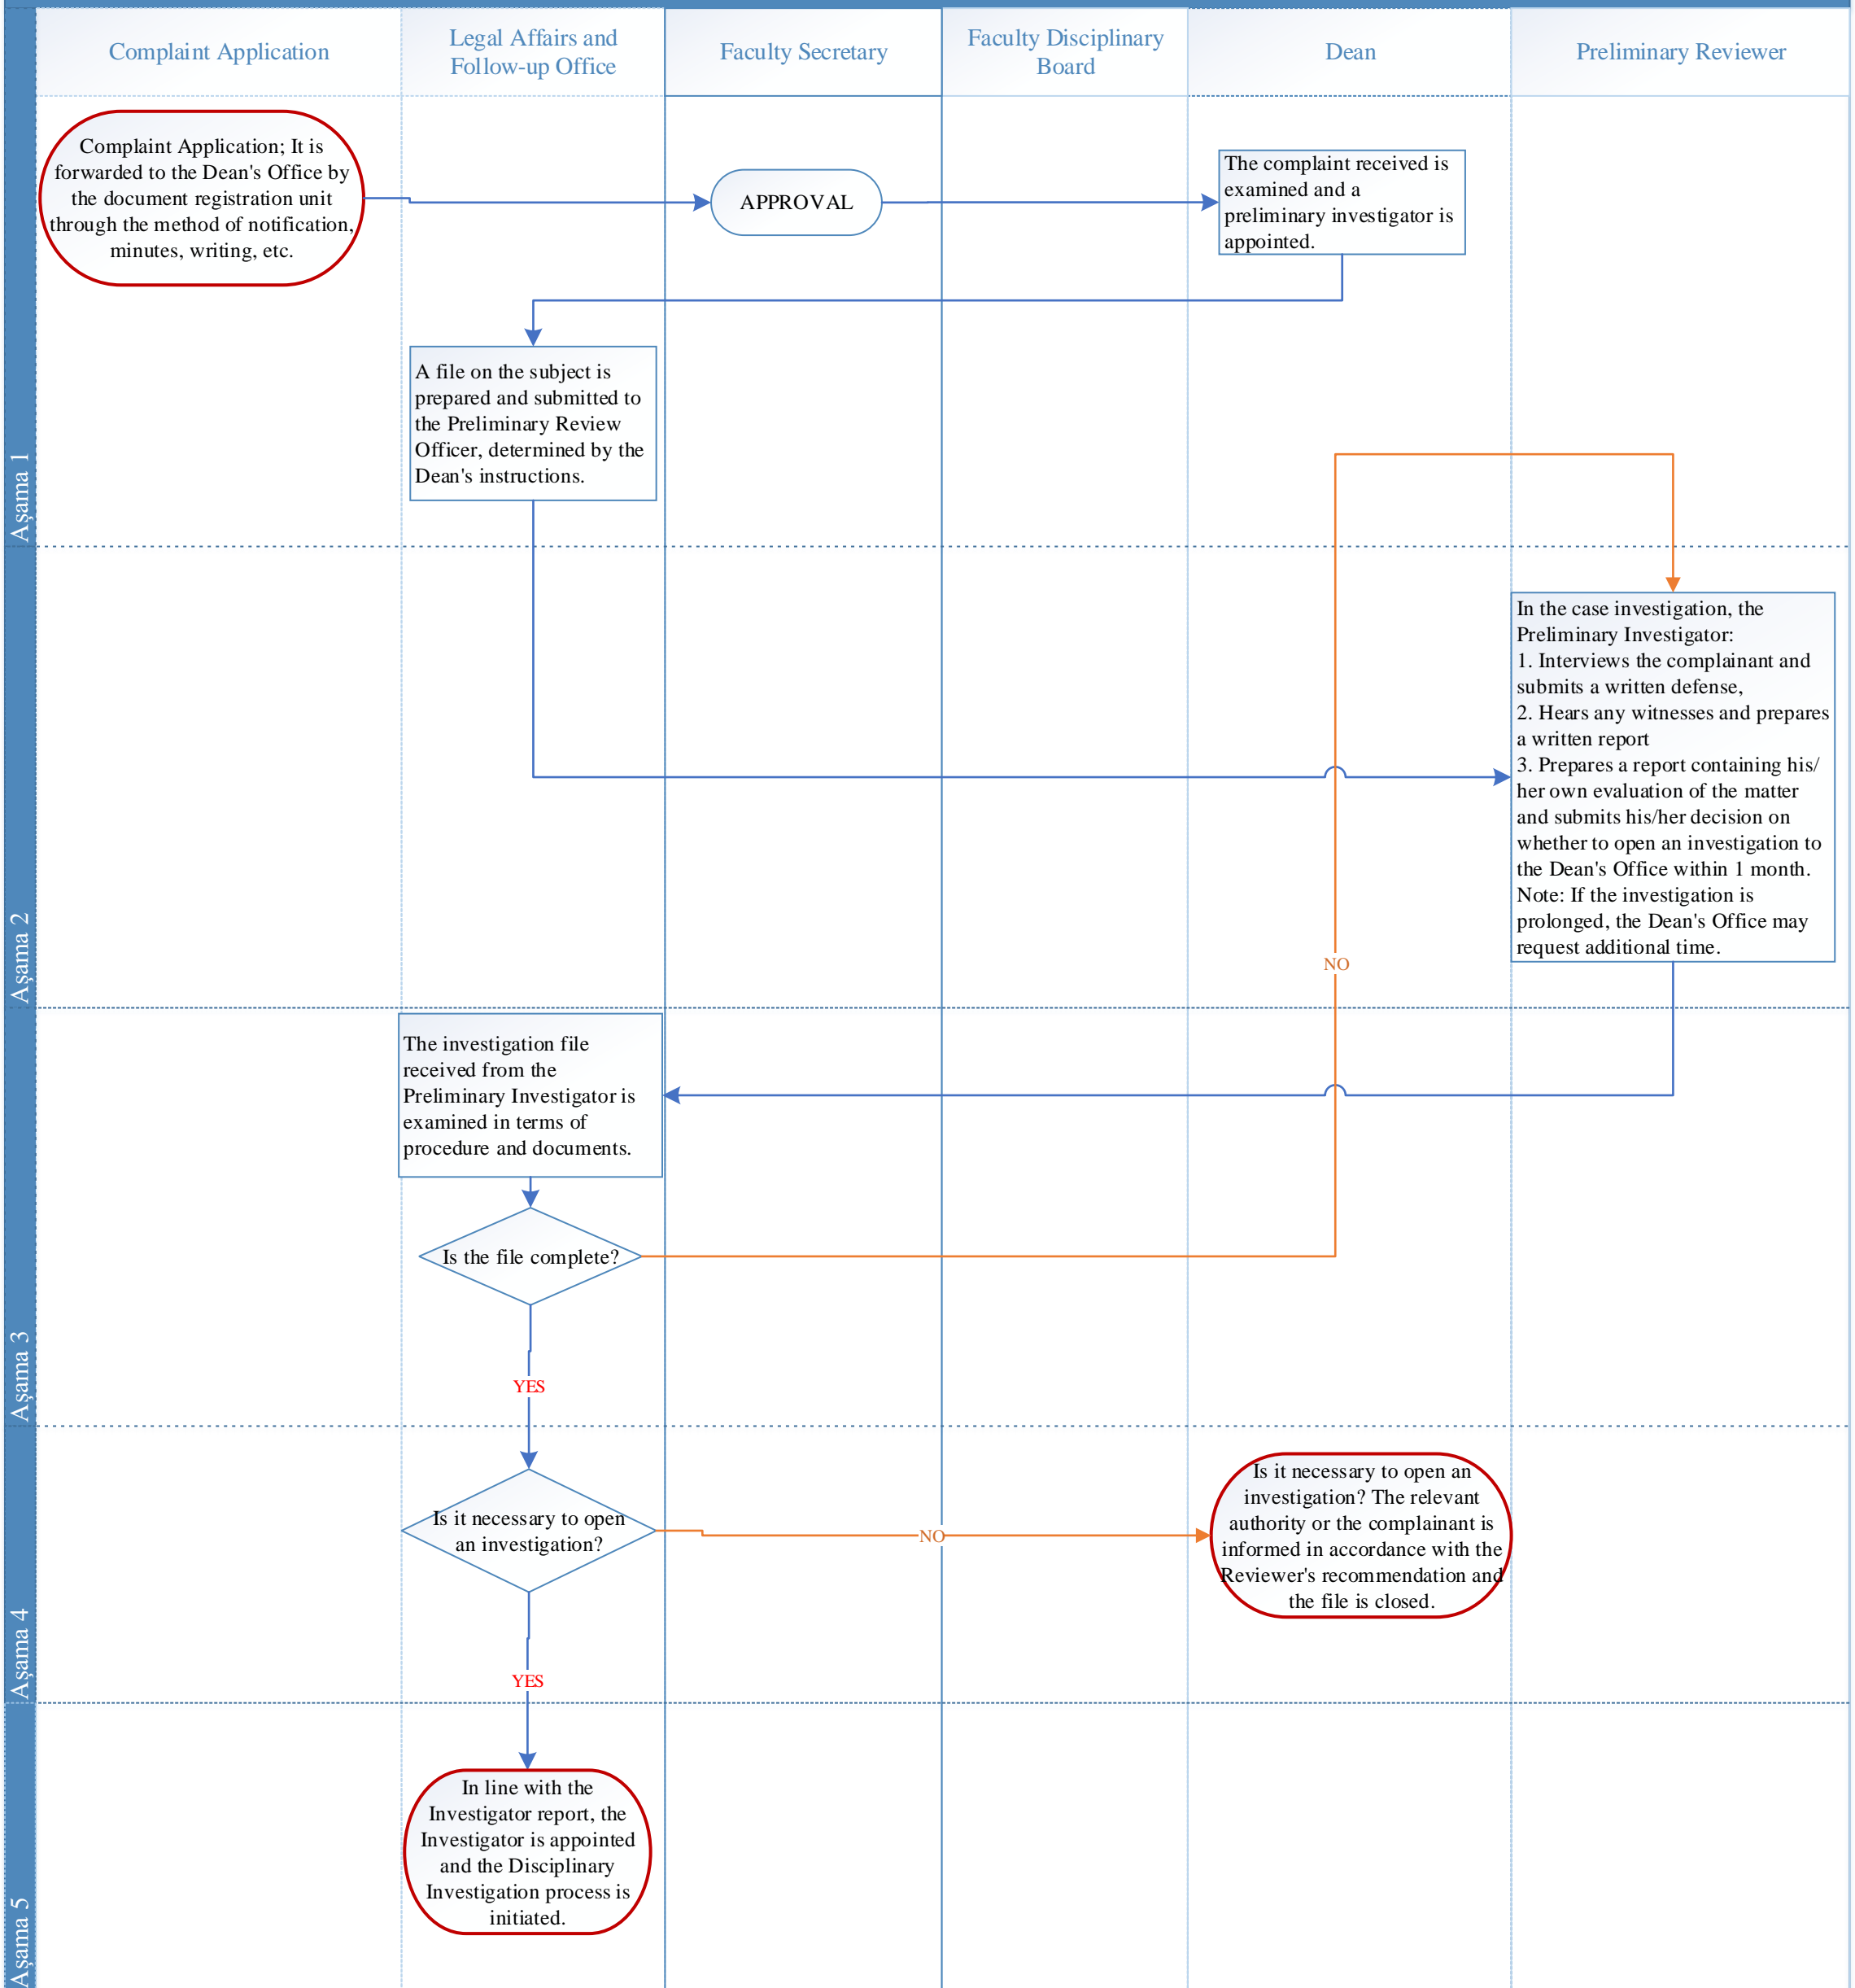 Complaint Application
Legal Affairs and
Follow-up Office
Faculty Secretary
Faculty Disciplinary
Board
Dean
Preliminary Reviewer
Aşama 1
Complaint Application; It is
forwarded to the Dean's Office by
the document registration unit
through the method of notification,
minutes, writing, etc.
APPROVAL
The complaint received is
examined and a
preliminary investigator is
appointed.
A file on the subject is
prepared and submitted to
the Preliminary Review
Officer, determined by the
Dean's instructions.
Aşama 2
In the case investigation, the
Preliminary Investigator:
1. Interviews the complainant and
submits a written defense,
2. Hears any witnesses and prepares
a written report
3. Prepares a report containing his/
her own evaluation of the matter
and submits his/her decision on
whether to open an investigation to
the Dean's Office within 1 month.
Note: If the investigation is
prolonged, the Dean's Office may
request additional time.
NO
Aşama 3
The investigation file
received from the
Preliminary Investigator is
examined in terms of
procedure and documents.
Is the file complete?
YES
Aşama 4
Is it necessary to open
an investigation?
NO
Is it necessary to open an
investigation? The relevant
authority or the complainant is
informed in accordance with the
Reviewer's recommendation and
the file is closed.
YES
Aşama 5
In line with the
Investigator report, the
Investigator is appointed
and the Disciplinary
Investigation process is
initiated.